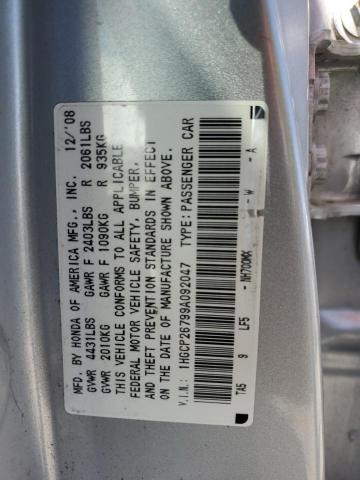 MFD. BY HONDA OF AMERICA MFG., INC. 12/'08
GVWR 4431LBS GAWR F 2403LBS R 2061LBS
GVWR 2010KG GAWR F 1090KG R 935KG
THIS VEHICLE CONFORMS TO ALL APPLICABLE
FEDERAL MOTOR VEHICLE SAFETY, BUMPER,
AND THEFT PREVENTION STANDARDS IN EFFECT
ON THE DATE OF MANUFACTURE SHOWN ABOVE.
V.I.N.: 1HGCP26799A092047 TYPE: PASSENGER CAR
TA5 9 LF5 NH700MX W - A